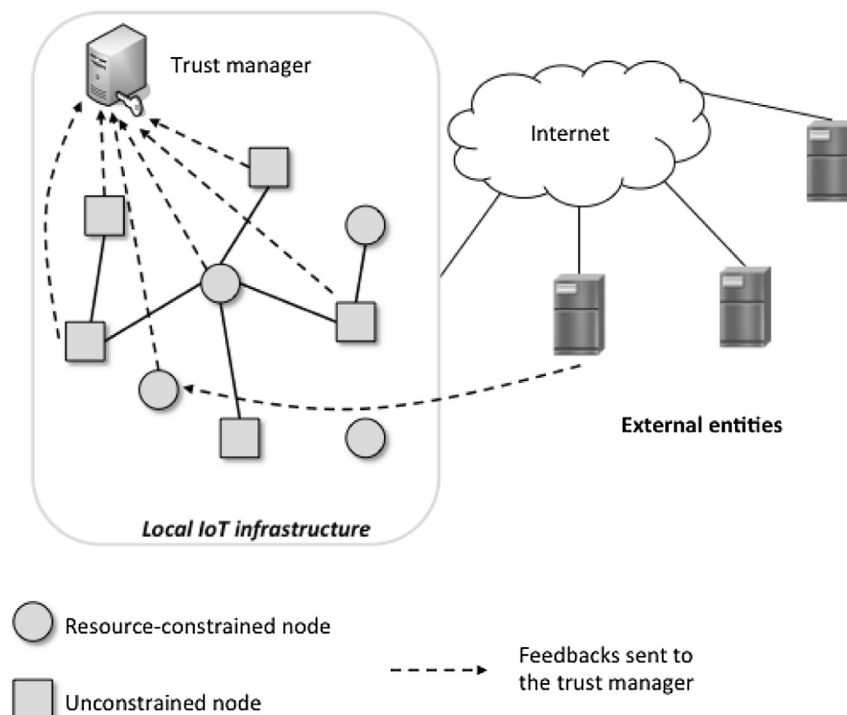 Trust manager
Internet
External entities
Local IoT infrastructure
Resource-constrained node
Feedbacks sent to
the trust manager
Unconstrained node